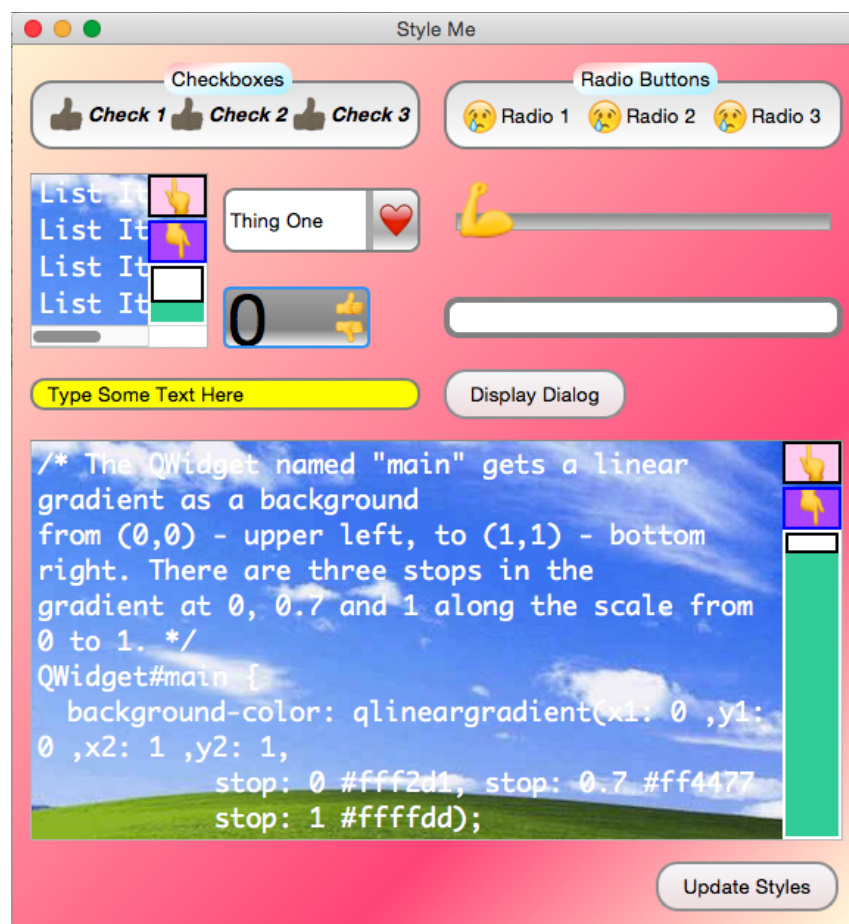 Style Me
Checkboxes
Radio Buttons
Check 1 Check 2 Check 3
Radio 1 Radio 2 Radio 3
List It
List It
List It
List It
Thing One
0
Type Some Text Here
Display Dialog
/* The QWidget named "main" gets a linear
gradient as a background
from (0,0) - upper left, to (1,1) - bottom
right. There are three stops in the
gradient at 0, 0.7 and 1 along the scale from
0 to 1. */
QWidget#main {
background-color: qlineargradient(x1: 0 ,y1:
0 ,x2: 1 ,y2: 1,
stop: 0 #fff2d1, stop: 0.7 #ff4477
stop: 1 #ffffdd);
Update Styles